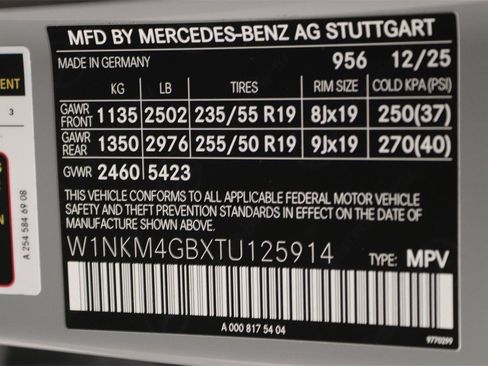 MFD BY MERCEDES-BENZ AG STUTTGART
MADE IN GERMANY 956 12/25
KG LB TIRES RIM SIZE COLD KPA(PSI)
GAWR FRONT 1135 2502 235/55 R19 8Jx19 250(37)
GAWR REAR 1350 2976 255/50 R19 9Jx19 270(40)
GVWR 2460 5423
THIS VEHICLE CONFORMS TO ALL APPLICABLE FEDERAL MOTOR VEHICLE
SAFETY AND THEFT PREVENTION STANDARDS IN EFFECT ON THE DATE OF
MANUFACTURE SHOWN ABOVE.
W1NKM4GBXTU125914 TYPE: MPV
A 000 817 54 04
9770299
3
A 254 584 69 08